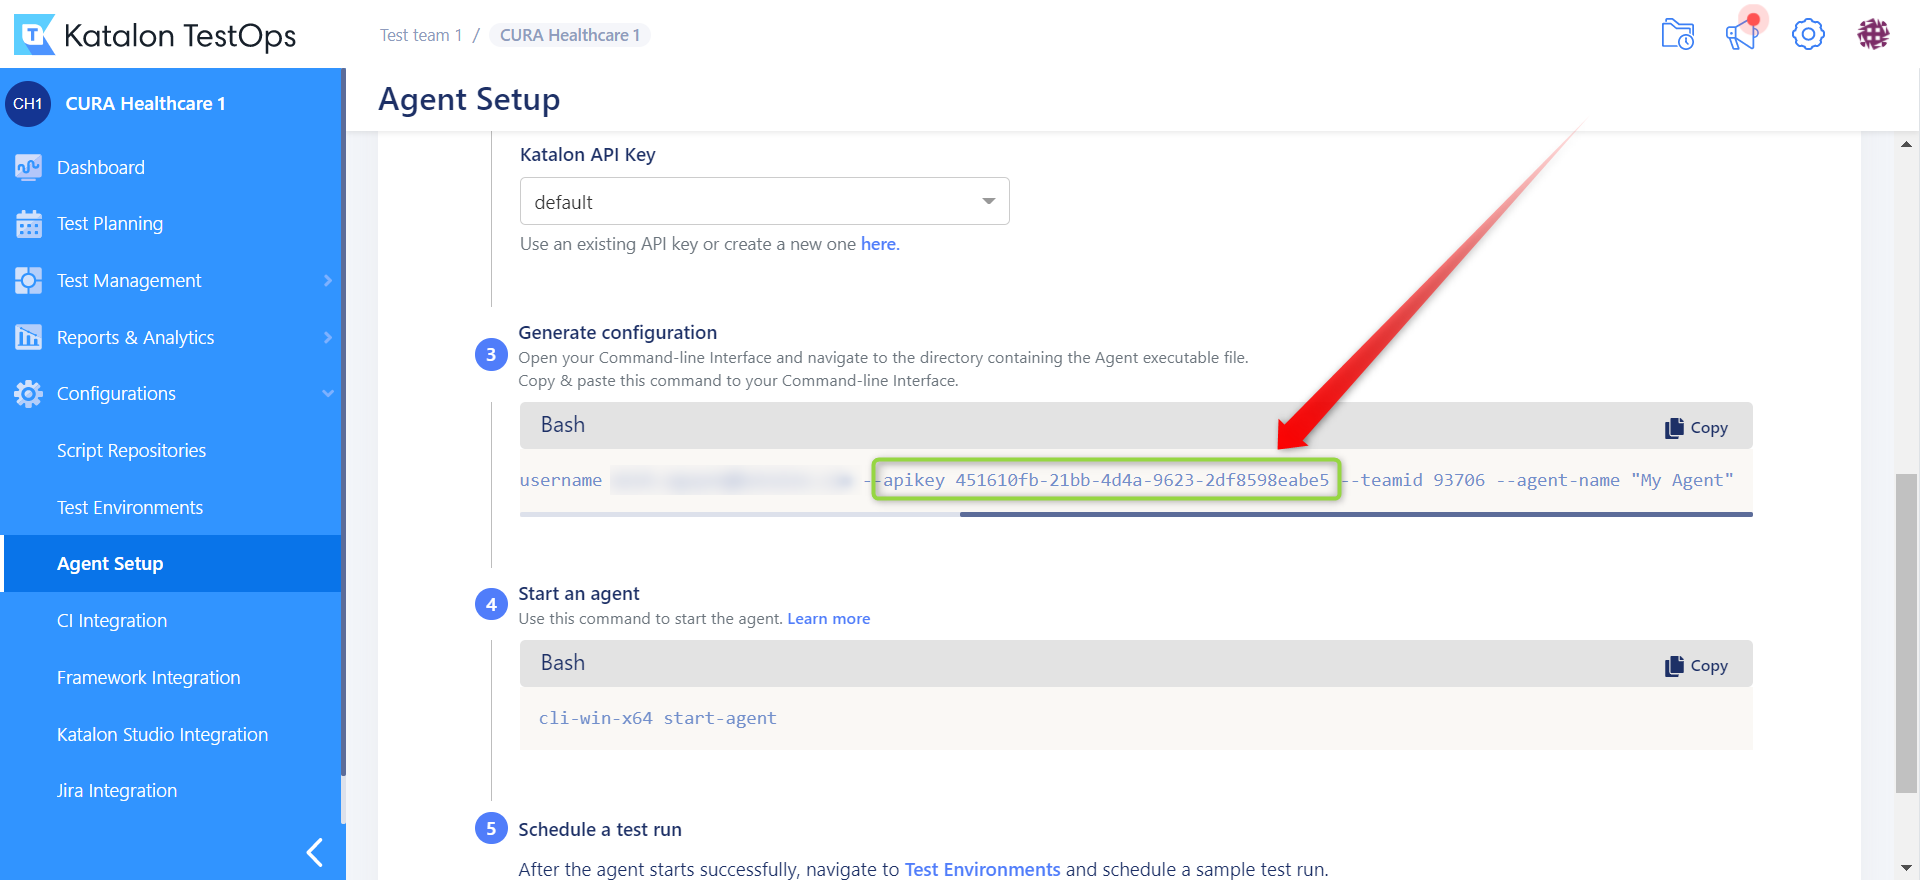 Katalon TestOps
Test team 1 / CURA Healthcare 1
CH1 CURA Healthcare 1
Dashboard
Test Planning
Test Management
Reports & Analytics
Configurations
Script Repositories
Test Environments
Agent Setup
CI Integration
Framework Integration
Katalon Studio Integration
Jira Integration
Agent Setup
Katalon API Key
default
Use an existing API key or create a new one here.
3 Generate configuration
Open your Command-line Interface and navigate to the directory containing the Agent executable file.
Copy & paste this command to your Command-line Interface.
Bash Copy
username --apikey 451610fb-21bb-4d4a-9623-2df8598eabe5 --teamid 93706 --agent-name "My Agent"
4 Start an agent
Use this command to start the agent. Learn more
Bash Copy
cli-win-x64 start-agent
5 Schedule a test run
After the agent starts successfully, navigate to Test Environments and schedule a sample test run.